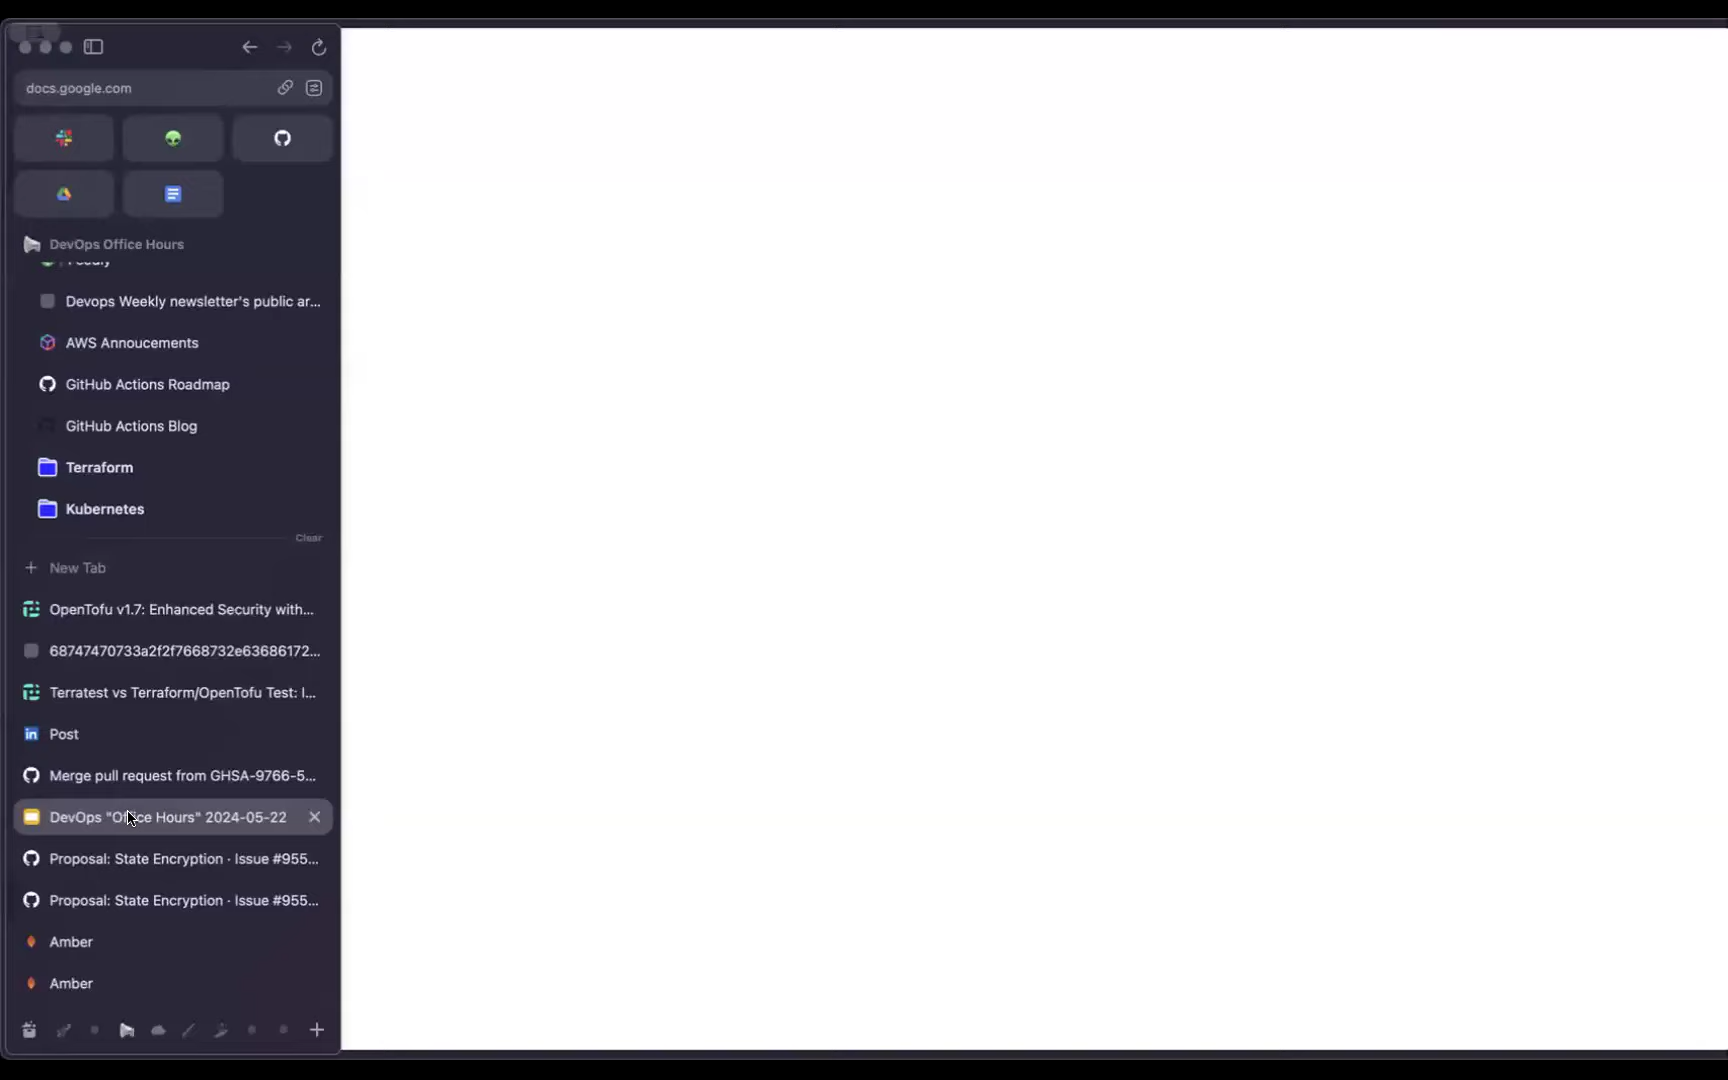 docs.google.com
DevOps Office Hours
Feedly
Devops Weekly newsletter's public ar...
AWS Annoucements
GitHub Actions Roadmap
GitHub Actions Blog
Terraform
Kubernetes
Clear
New Tab
OpenTofu v1.7: Enhanced Security with...
68747470733a2f2f7668732e63686172...
Terratest vs Terraform/OpenTofu Test: I...
Post
Merge pull request from GHSA-9766-5...
DevOps "Office Hours" 2024-05-22
Proposal: State Encryption · Issue #955...
Proposal: State Encryption · Issue #955...
Amber
Amber